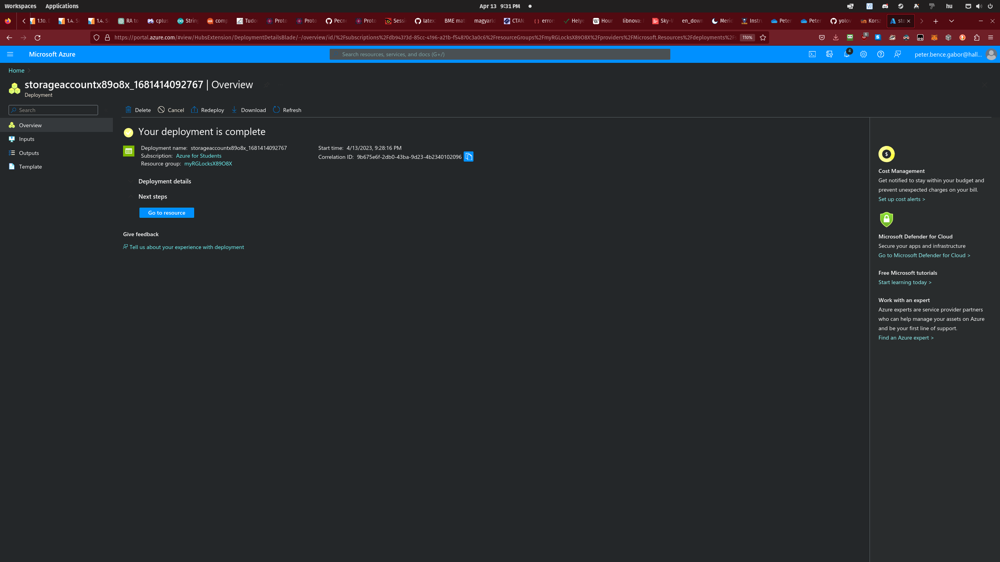 Workspaces Applications Apr 13 9:31 PM hu
1.10. 1.4. 1.4. RA to cplus String comp Tudo Proto Proto Pecne Proto Sessi latex BME mat magyarld CTAN: error Helye Hour libnova: Sky-W en_down Merid Instru Peter Peter yolov Korsz sto
https://portal.azure.com/#view/HubsExtension/DeploymentDetailsBlade/~/overview/id/%2Fsubscriptions%2Fdb94373d-85cc-4196-a21b-f54870c3a0c6%2FresourceGroups%2FmyRGLocksX89O8X%2Fproviders%2FMicrosoft.Resources%2Fdeployments%2Fs 110% 6
Microsoft Azure Search resources, services, and docs (G+/) 4 peter.bence.gabor@hall...
Home
storageaccountx89o8x_1681414092767 | Overview
Deployment
Search
Overview
Inputs
Outputs
Template
Delete Cancel Redeploy Download Refresh
Your deployment is complete
Deployment name: storageaccountx89o8x_1681414092767
Subscription: Azure for Students
Resource group: myRGLocksX89O8X
Start time: 4/13/2023, 9:28:16 PM
Correlation ID: 9b675e6f-2db0-43ba-9d23-4b2340102096
Deployment details
Next steps
Go to resource
Give feedback
Tell us about your experience with deployment
$
Cost Management
Get notified to stay within your budget and
prevent unexpected charges on your bill.
Set up cost alerts >
Microsoft Defender for Cloud
Secure your apps and infrastructure
Go to Microsoft Defender for Cloud >
Free Microsoft tutorials
Start learning today >
Work with an expert
Azure experts are service provider partners
who can help manage your assets on Azure
and be your first line of support.
Find an Azure expert >